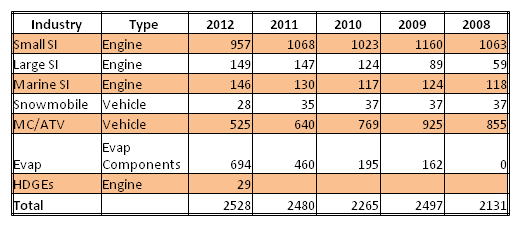 Industry Type 2012 2011 2010 2009 2008
Small SI Engine 957 1068 1023 1160 1063
Large SI Engine 149 147 124 89 59
Marine SI Engine 146 130 117 124 118
Snowmobile Vehicle 28 35 37 37 37
MC/ATV Vehicle 525 640 769 925 855
Evap
Evap Components 694 460 195 162 0
HDGEs Engine 29
Total 2528 2480 2265 2497 2131